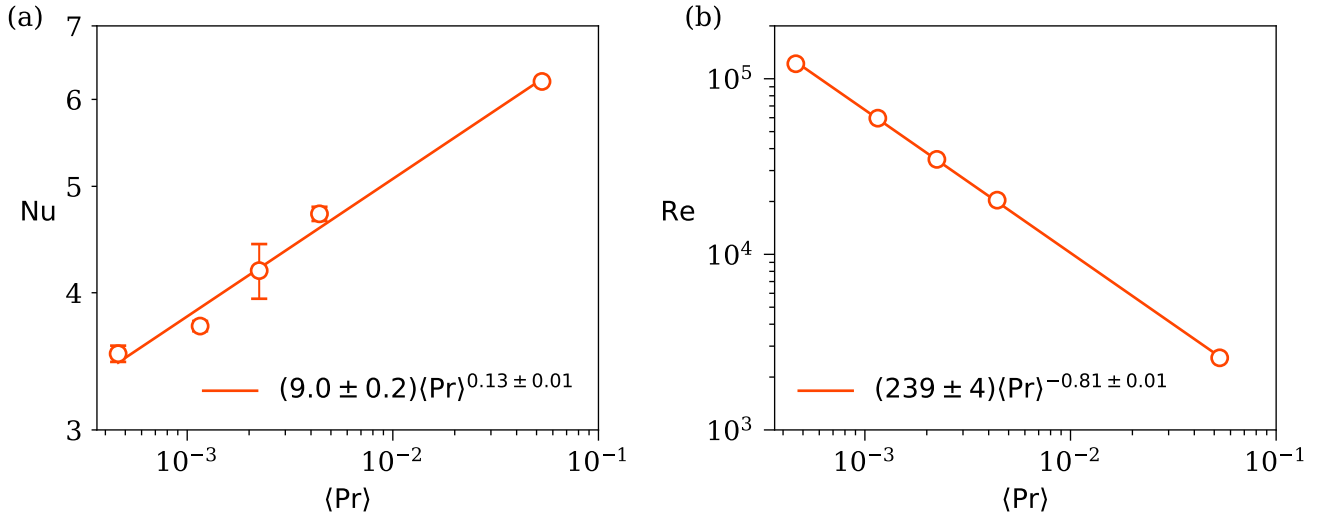 (a)
7
6
5
Nu
4
3
(9.0 ± 0.2)⟨Pr⟩^{0.13 ± 0.01}
10^{−3}
10^{−2}
10^{−1}
⟨Pr⟩
(b)
10^5
Re
10^4
10^3
(239 ± 4)⟨Pr⟩^{−0.81 ± 0.01}
10^{−3}
10^{−2}
10^{−1}
⟨Pr⟩